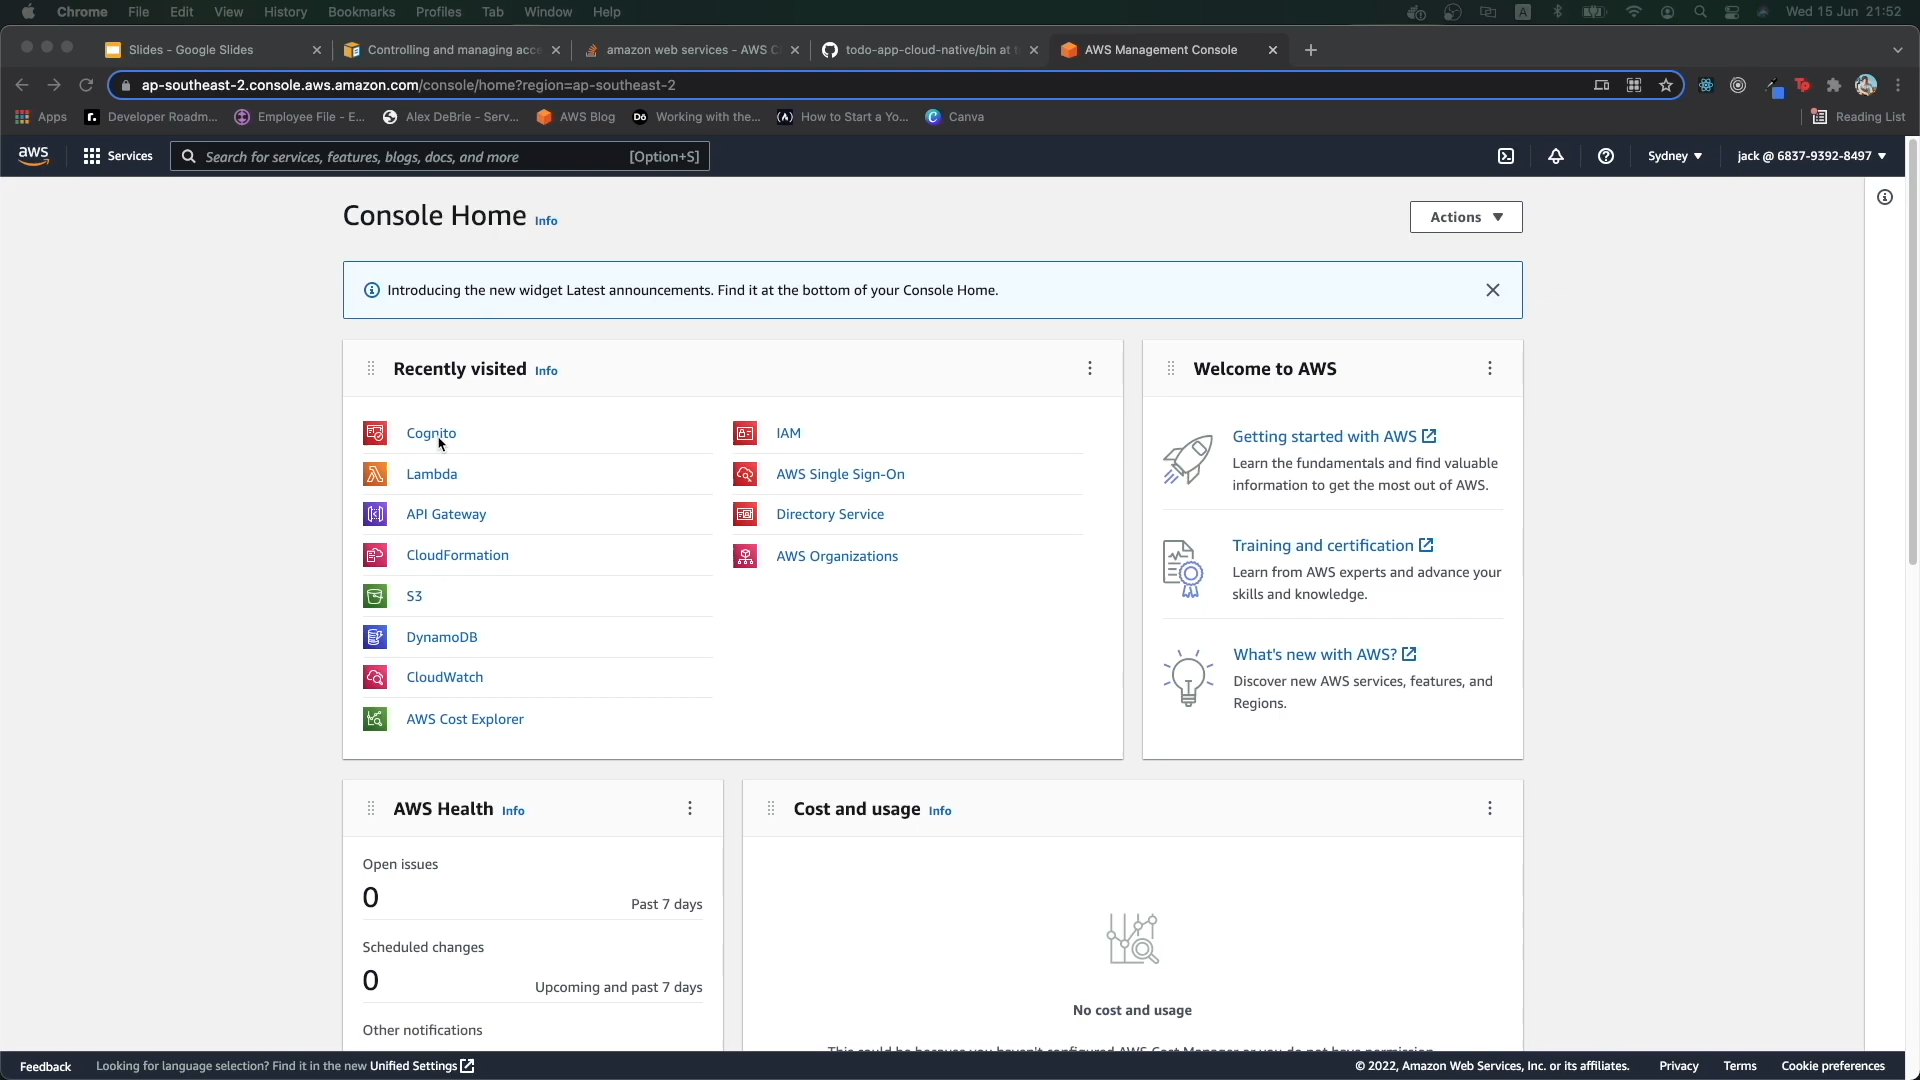 Chrome File Edit View History Bookmarks Profiles Tab Window Help
A
Wed 15 Jun 21:52
Slides - Google Slides
Controlling and managing acce
amazon web services - AWS C
todo-app-cloud-native/bin at t
AWS Management Console
ap-southeast-2.console.aws.amazon.com/console/home?region=ap-southeast-2
Apps
Developer Roadm...
Employee File - E...
Alex DeBrie - Serv...
AWS Blog
Working with the...
How to Start a Yo...
Canva
Reading List
aws
Services
Search for services, features, blogs, docs, and more
[Option+S]
Sydney
jack @ 6837-9392-8497
Console Home Info
Actions
Introducing the new widget Latest announcements. Find it at the bottom of your Console Home.
Recently visited Info
Cognito
Lambda
API Gateway
CloudFormation
S3
DynamoDB
CloudWatch
AWS Cost Explorer
IAM
AWS Single Sign-On
Directory Service
AWS Organizations
Welcome to AWS
Getting started with AWS
Learn the fundamentals and find valuable
information to get the most out of AWS.
Training and certification
Learn from AWS experts and advance your
skills and knowledge.
What's new with AWS?
Discover new AWS services, features, and
Regions.
AWS Health Info
Open issues
0
Past 7 days
Scheduled changes
0
Upcoming and past 7 days
Other notifications
Cost and usage Info
No cost and usage
Feedback
Looking for language selection? Find it in the new Unified Settings
© 2022, Amazon Web Services, Inc. or its affiliates.
Privacy
Terms
Cookie preferences